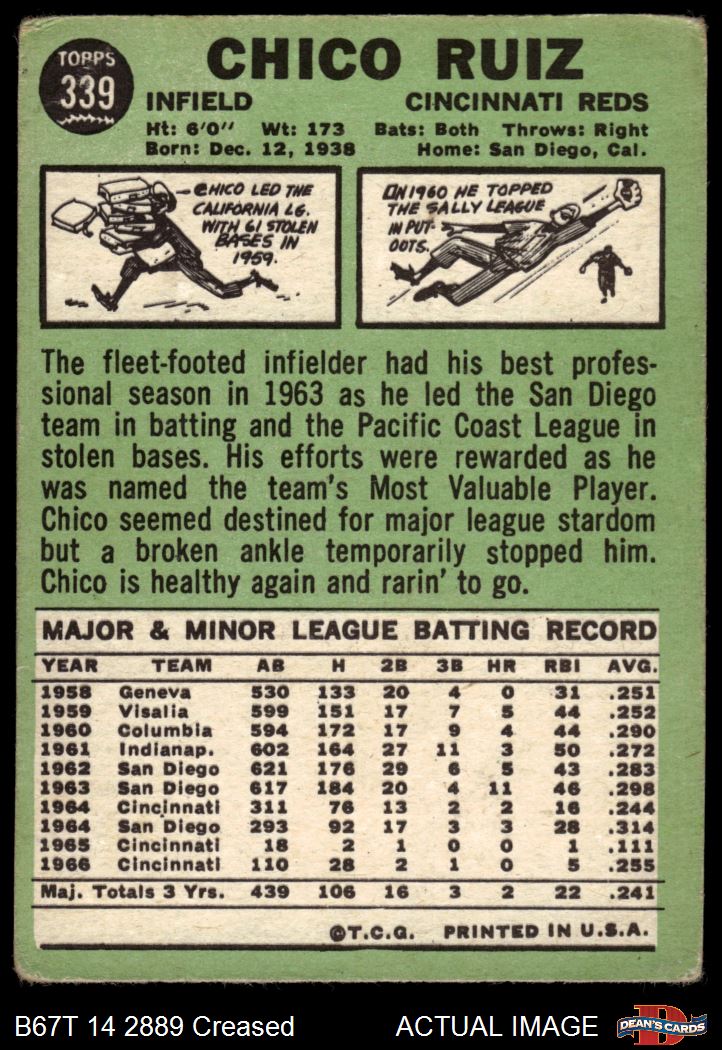 TOPPS
339
CHICO RUIZ
INFIELD CINCINNATI REDS
Ht: 6'0" Wt: 173 Bats: Both Throws: Right
Born: Dec. 12, 1938 Home: San Diego, Cal.
CHICO LED THE
CALIFORNIA LG.
WITH 61 STOLEN
BASES IN
1959.
IN 1960 HE TOPPED
THE SALLY LEAGUE
IN PUT-
OUTS.
The fleet-footed infielder had his best profes-
sional season in 1963 as he led the San Diego
team in batting and the Pacific Coast League in
stolen bases. His efforts were rewarded as he
was named the team's Most Valuable Player.
Chico seemed destined for major league stardom
but a broken ankle temporarily stopped him.
Chico is healthy again and rarin' to go.
MAJOR & MINOR LEAGUE BATTING RECORD
YEAR TEAM AB H 2B 3B HR RBI AVG.
1958 Geneva 530 133 20 4 0 31 .251
1959 Visalia 599 151 17 7 5 44 .252
1960 Columbia 594 172 17 9 4 44 .290
1961 Indianap. 602 164 27 11 3 50 .272
1962 San Diego 621 176 29 6 5 43 .283
1963 San Diego 617 184 20 4 11 46 .298
1964 Cincinnati 311 76 13 2 2 16 .244
1964 San Diego 293 92 17 3 3 28 .314
1965 Cincinnati 18 2 1 0 0 1 .111
1966 Cincinnati 110 28 2 1 0 5 .255
Maj. Totals 3 Yrs. 439 106 16 3 2 22 .241
©T.C.G. PRINTED IN U.S.A.
B67T 14 2889 Creased ACTUAL IMAGE DEAN'S CARDS